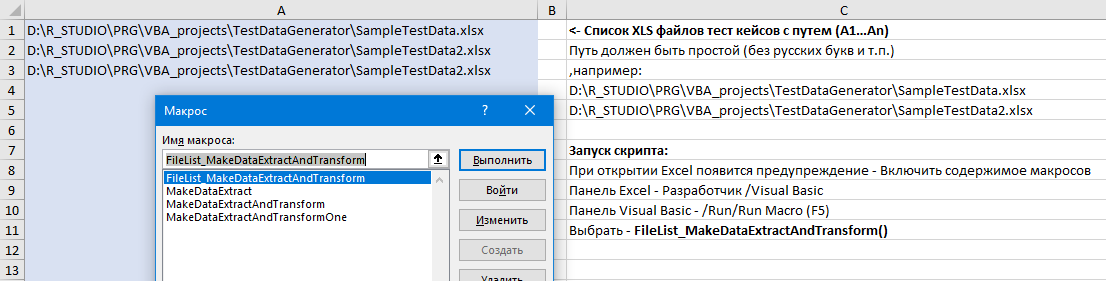 A B C
1 D:\R_STUDIO\PRG\VBA_projects\TestDataGenerator\SampleTestData.xlsx <- Список XLS файлов тест кейсов с путем (A1...An)
2 D:\R_STUDIO\PRG\VBA_projects\TestDataGenerator\SampleTestData2.xlsx Путь должен быть простой (без русских букв и т.п.)
3 D:\R_STUDIO\PRG\VBA_projects\TestDataGenerator\SampleTestData2.xlsx ,например:
4 D:\R_STUDIO\PRG\VBA_projects\TestDataGenerator\SampleTestData.xlsx
5 D:\R_STUDIO\PRG\VBA_projects\TestDataGenerator\SampleTestData2.xlsx
6
7 Запуск скрипта:
8 При открытии Excel появится предупреждение - Включить содержимое макросов
9 Панель Excel - Разработчик /Visual Basic
10 Панель Visual Basic - /Run/Run Macro (F5)
11 Выбрать - FileList_MakeDataExtractAndTransform()
12
13
Макрос ?
Имя макроса:
FileList_MakeDataExtractAndTransform
FileList_MakeDataExtractAndTransform
MakeDataExtract
MakeDataExtractAndTransform
MakeDataExtractAndTransformOne
Выполнить
Войти
Изменить
Создать
Удалить